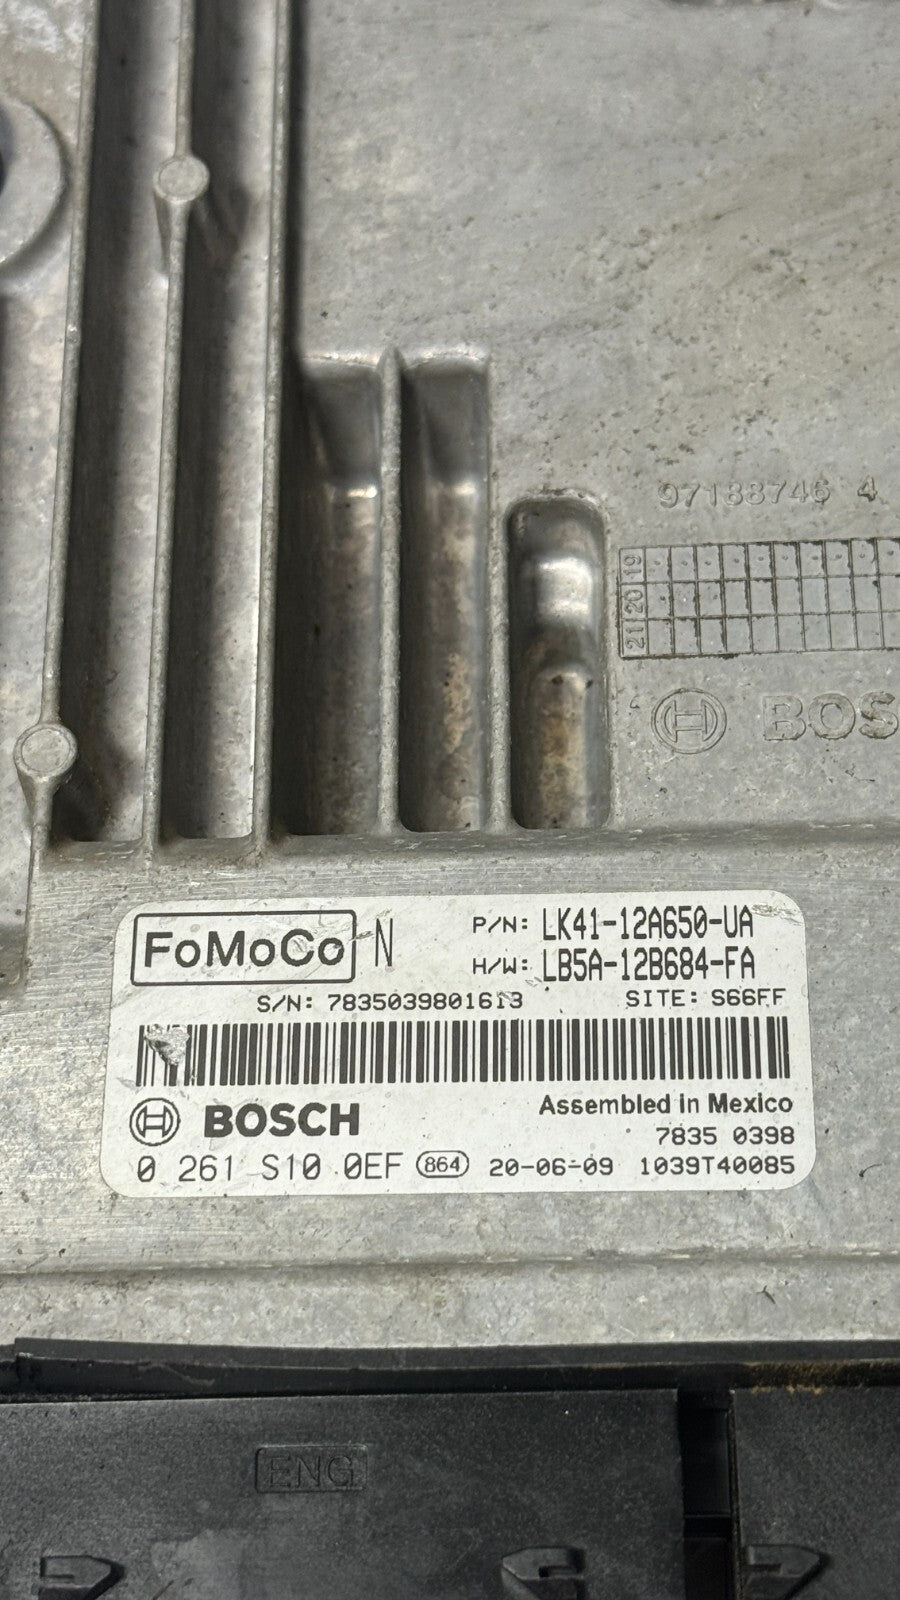 97188746 4
19
20
21
BOS
FoMoCo N P/N: LK41-12A650-UA
H/W: LB5A-12B684-FA
S/N: 7835039801613 SITE: S66FF
BOSCH Assembled in Mexico
7835 0398
0 261 S10 0EF 864 20-06-09 1039T40085
ENG